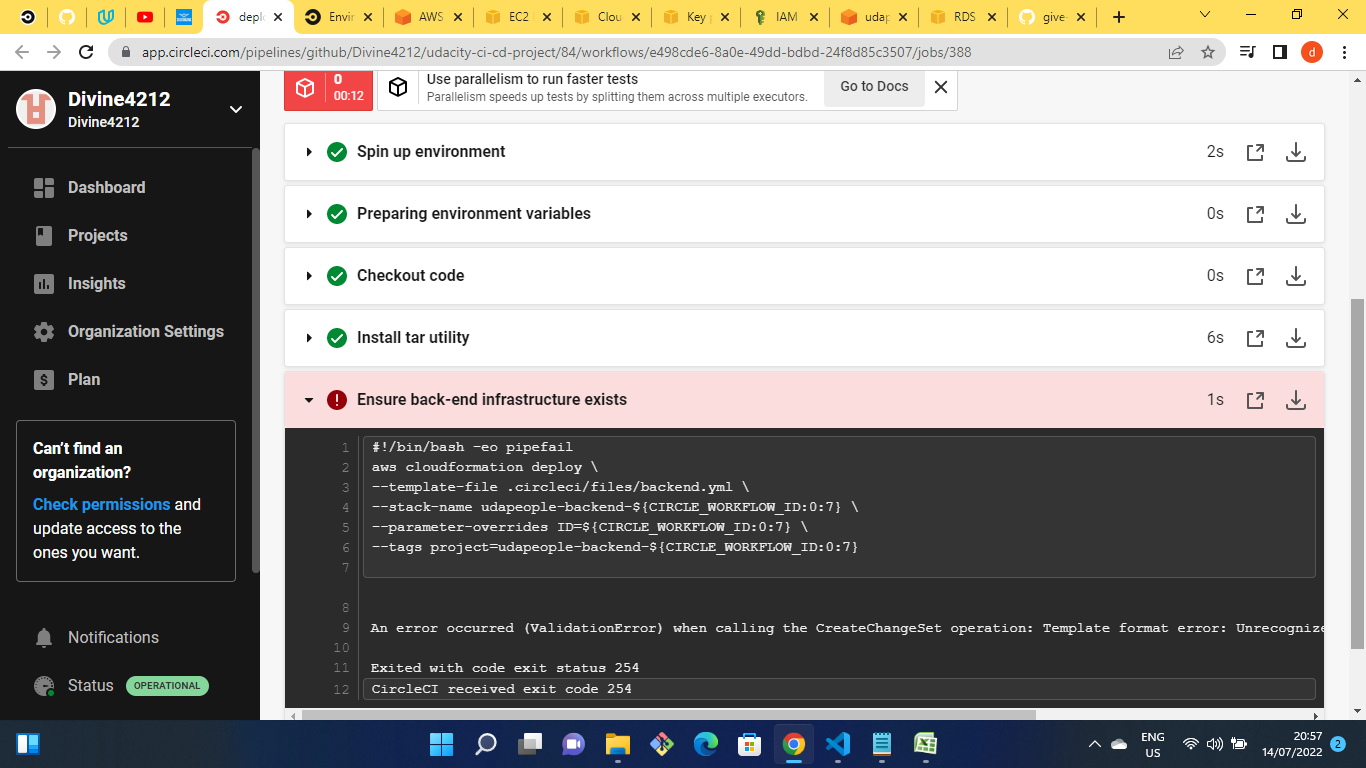 deplo
Envir
AWS
EC2
Clou
Key p
IAM
udap
RDS
give
app.circleci.com/pipelines/github/Divine4212/udacity-ci-cd-project/84/workflows/e498cde6-8a0e-49dd-bdbd-24f8d85c3507/jobs/388
d
Divine4212
Divine4212
Dashboard
Projects
Insights
Organization Settings
Plan
Can't find an
organization?
Check permissions and
update access to the
ones you want.
Notifications
Status OPERATIONAL
0
00:12
Use parallelism to run faster tests
Parallelism speeds up tests by splitting them across multiple executors.
Go to Docs
Spin up environment 2s
Preparing environment variables 0s
Checkout code 0s
Install tar utility 6s
Ensure back-end infrastructure exists 1s
1 #!/bin/bash -eo pipefail
2 aws cloudformation deploy \
3 --template-file .circleci/files/backend.yml \
4 --stack-name udapeople-backend-${CIRCLE_WORKFLOW_ID:0:7} \
5 --parameter-overrides ID=${CIRCLE_WORKFLOW_ID:0:7} \
6 --tags project=udapeople-backend-${CIRCLE_WORKFLOW_ID:0:7}
7
8
9 An error occurred (ValidationError) when calling the CreateChangeSet operation: Template format error: Unrecognize
10
11 Exited with code exit status 254
12 CircleCI received exit code 254
ENG
US
20:57
14/07/2022
2